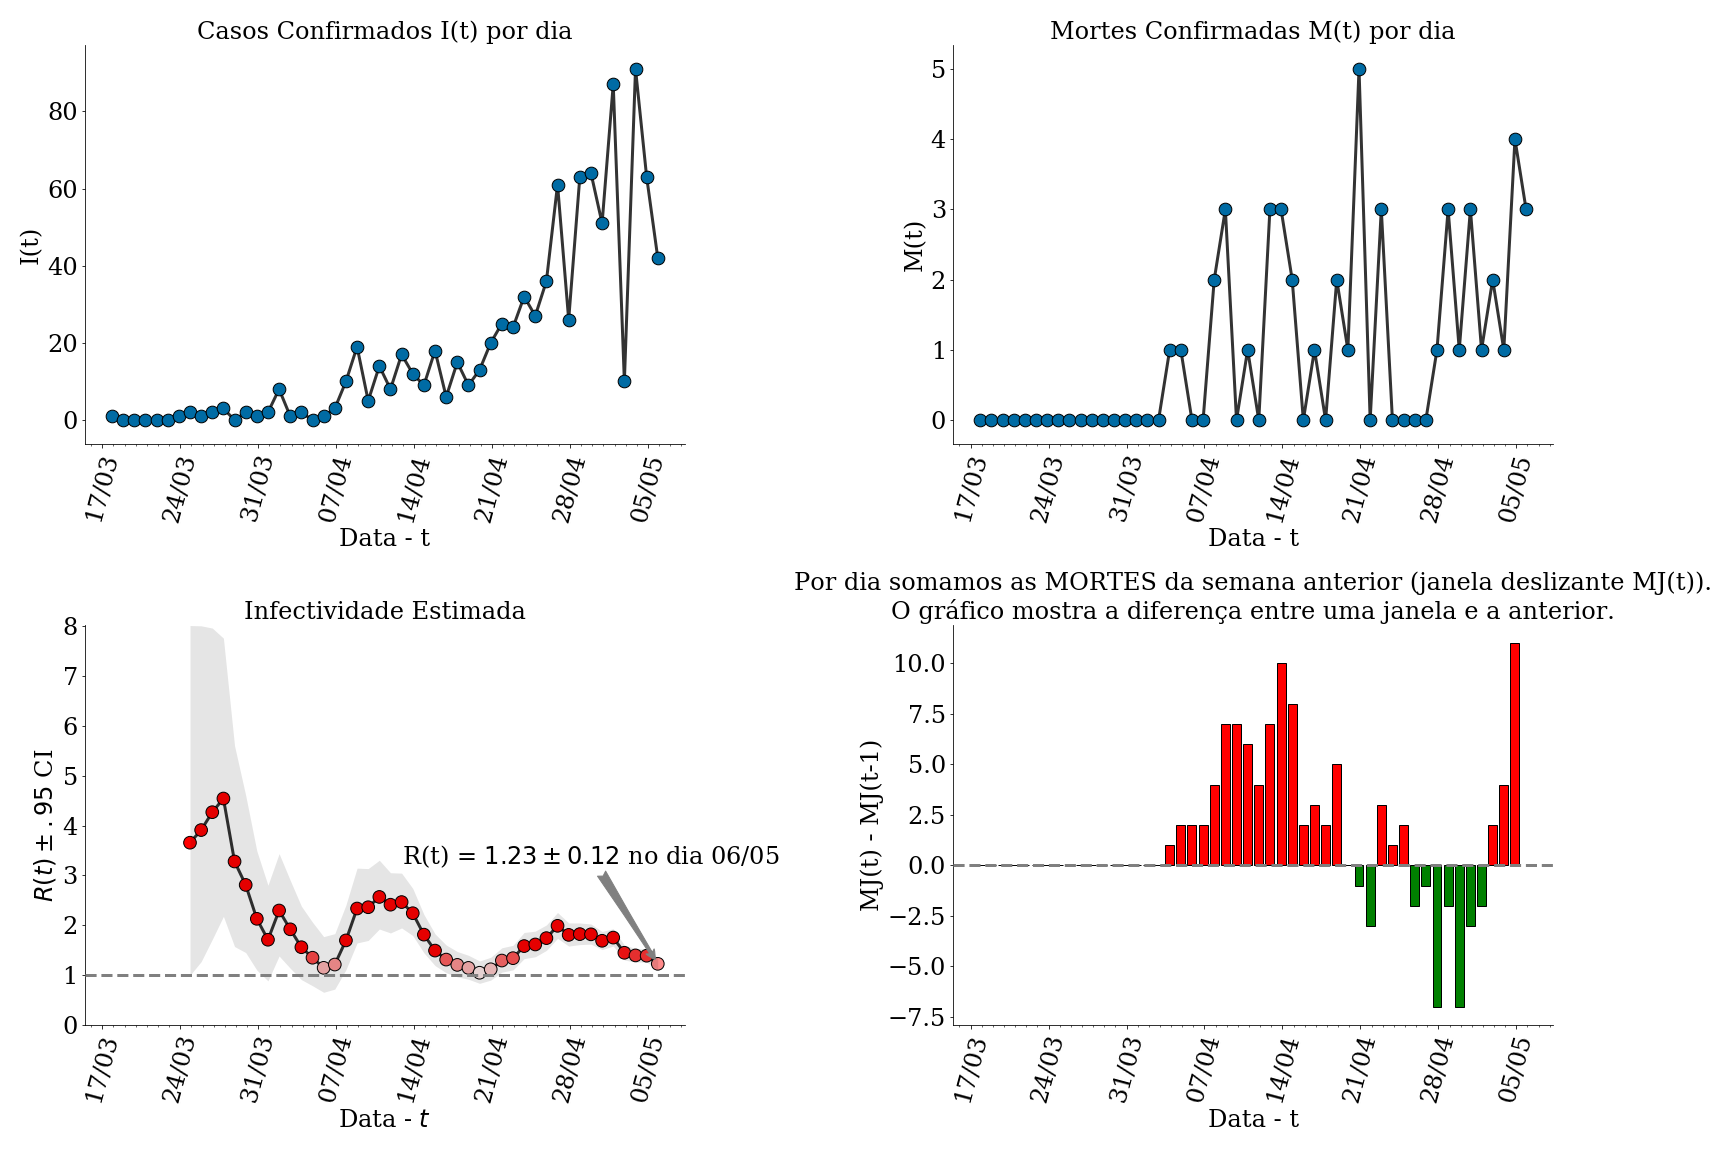 Casos Confirmados I(t) por dia
I(t)
80
60
40
20
0
17/03 24/03 31/03 07/04 14/04 21/04 28/04 05/05
Data - t
Mortes Confirmadas M(t) por dia
M(t)
5
4
3
2
1
0
17/03 24/03 31/03 07/04 14/04 21/04 28/04 05/05
Data - t
Infectividade Estimada
R(t) ± .95 CI
8
7
6
5
4
3
2
1
0
R(t) = 1.23 ± 0.12 no dia 06/05
17/03 24/03 31/03 07/04 14/04 21/04 28/04 05/05
Data - t
Por dia somamos as MORTES da semana anterior (janela deslizante MJ(t)).
O gráfico mostra a diferença entre uma janela e a anterior.
MJ(t) - MJ(t-1)
10.0
7.5
5.0
2.5
0.0
−2.5
−5.0
−7.5
17/03 24/03 31/03 07/04 14/04 21/04 28/04 05/05
Data - t